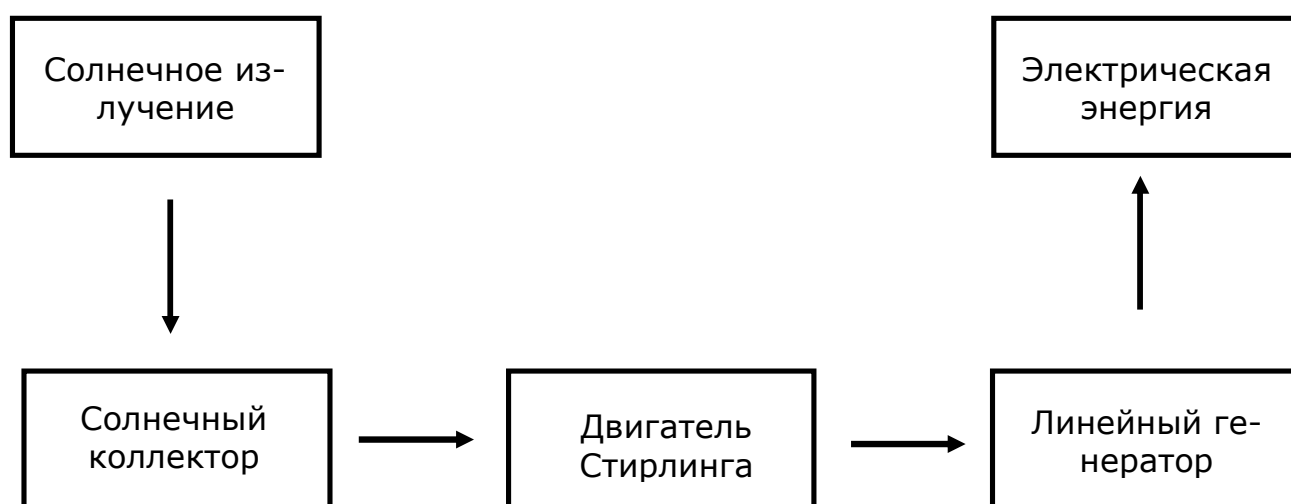 Солнечное из-
лучение
Электрическая
энергия
Солнечный
коллектор
Двигатель
Стирлинга
Линейный ге-
нератор